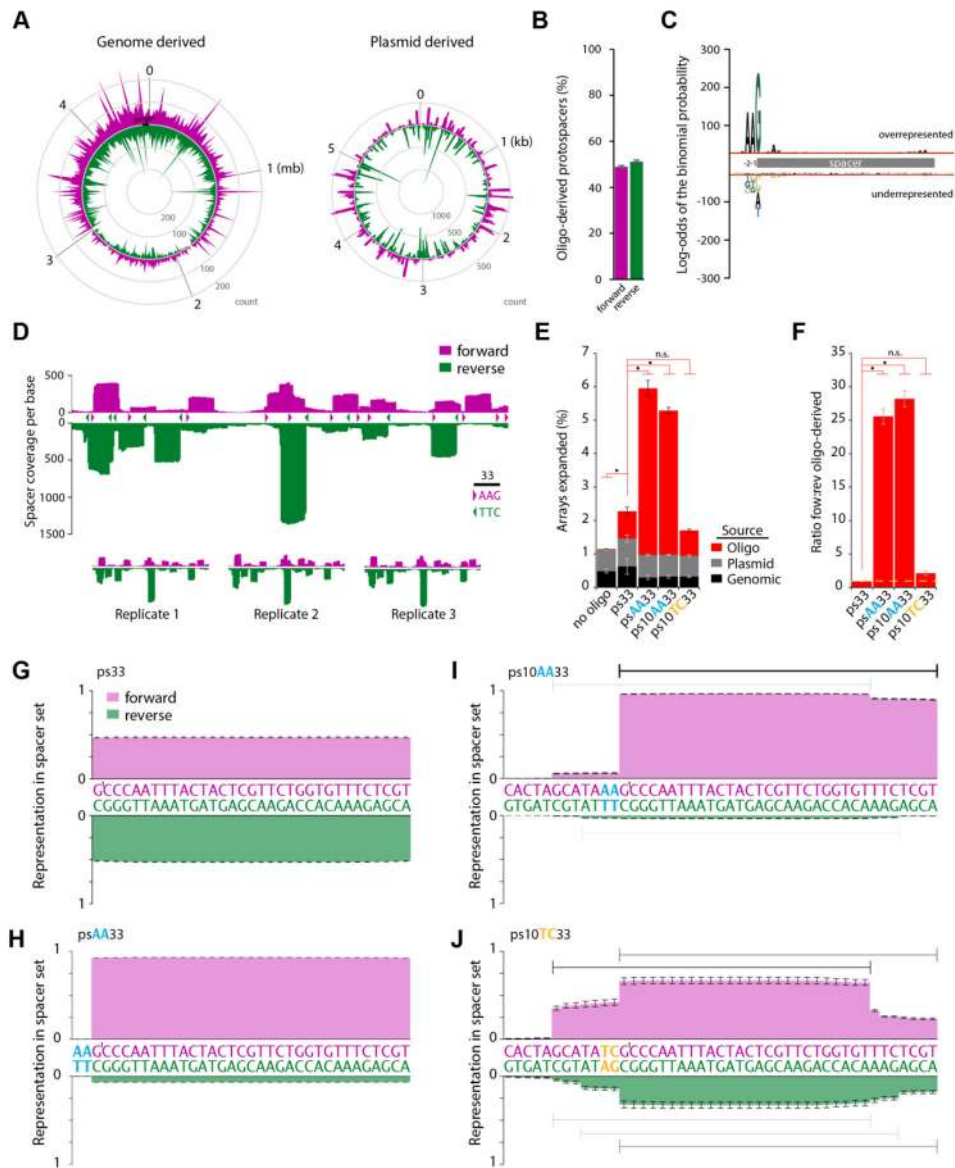 A
Genome derived
Plasmid derived
0
1 (mb)
2
3
4
200
100
100
200
count
0
1 (kb)
2
3
4
5
1000
500
500
count
B
Oligo-derived protospacers (%)
100
80
60
40
20
0
forward
reverse
C
Log-odds of the binomial probability
300
200
100
-100
-200
-300
overrepresented
-2-1
spacer
underrepresented
D
forward
reverse
Spacer coverage per base
500
0
0
500
1000
1500
33
AAG
TTC
Replicate 1
Replicate 2
Replicate 3
E
Arrays expanded (%)
7
6
5
4
3
2
1
0
n.s.
*
*
*
Source
Oligo
Plasmid
Genomic
no oligo
ps33
psAA33
ps10AA33
ps10TC33
F
Ratio fow:rev oligo-derived
35
30
25
20
15
10
5
0
n.s.
*
*
ps33
psAA33
ps10AA33
ps10TC33
G
ps33
Representation in spacer set
1
forward
reverse
0
GCCCAATTTACTACTCGTTCTGGTGTTTCTCGT
CGGGTTAAATGATGAGCAAGACCACAAAGAGCA
0
1
H
psAA33
Representation in spacer set
1
0
AAGCCCAATTTACTACTCGTTCTGGTGTTTCTCGT
TTCGGGTTAAATGATGAGCAAGACCACAAAGAGCA
0
1
I
ps10AA33
Representation in spacer set
1
0
CACTAGCATAAAGCCCAATTTACTACTCGTTCTGGTGTTTCTCGT
GTGATCGTATTTCGGGTTAAATGATGAGCAAGACCACAAAGAGCA
0
1
J
ps10TC33
Representation in spacer set
1
0
CACTAGCATATCGCCCAATTTACTACTCGTTCTGGTGTTTCTCGT
GTGATCGTATAGCGGGTTAAATGATGAGCAAGACCACAAAGAGCA
0
1